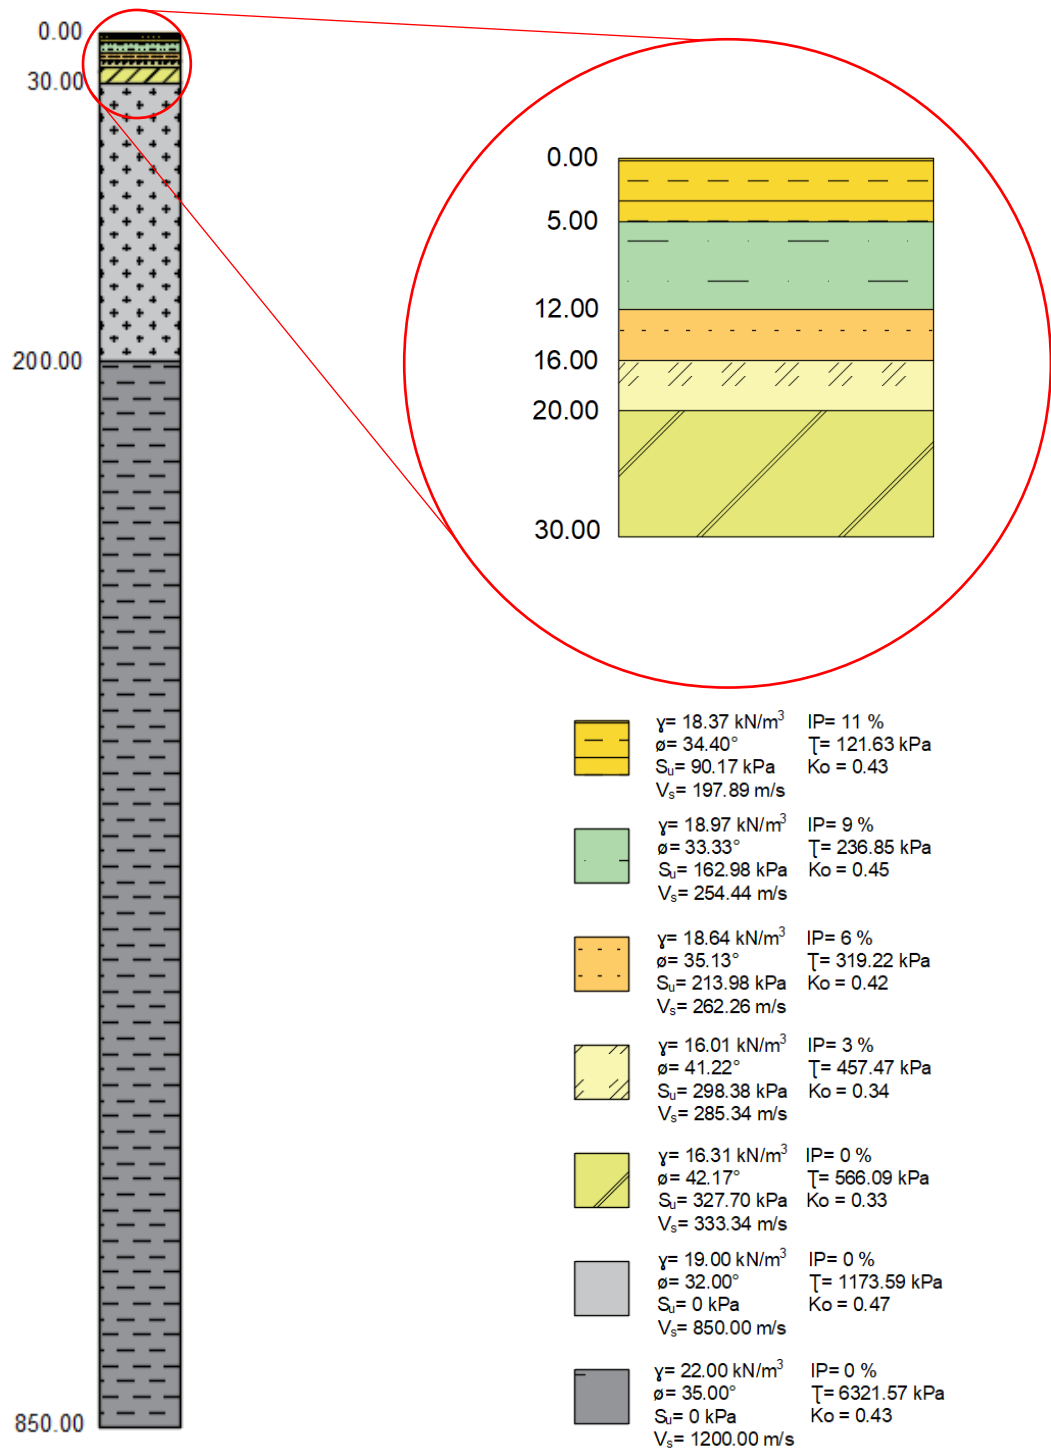 0.00
30.00
200.00
850.00
0.00
5.00
12.00
16.00
20.00
30.00
ɣ= 18.37 kN/m³ IP= 11 %
ø= 34.40° Ʈ= 121.63 kPa
Sᵤ= 90.17 kPa Ko = 0.43
Vₛ= 197.89 m/s
ɣ= 18.97 kN/m³ IP= 9 %
ø= 33.33° Ʈ= 236.85 kPa
Sᵤ= 162.98 kPa Ko = 0.45
Vₛ= 254.44 m/s
ɣ= 18.64 kN/m³ IP= 6 %
ø= 35.13° Ʈ= 319.22 kPa
Sᵤ= 213.98 kPa Ko = 0.42
Vₛ= 262.26 m/s
ɣ= 16.01 kN/m³ IP= 3 %
ø= 41.22° Ʈ= 457.47 kPa
Sᵤ= 298.38 kPa Ko = 0.34
Vₛ= 285.34 m/s
ɣ= 16.31 kN/m³ IP= 0 %
ø= 42.17° Ʈ= 566.09 kPa
Sᵤ= 327.70 kPa Ko = 0.33
Vₛ= 333.34 m/s
ɣ= 19.00 kN/m³ IP= 0 %
ø= 32.00° Ʈ= 1173.59 kPa
Sᵤ= 0 kPa Ko = 0.47
Vₛ= 850.00 m/s
ɣ= 22.00 kN/m³ IP= 0 %
ø= 35.00° Ʈ= 6321.57 kPa
Sᵤ= 0 kPa Ko = 0.43
Vₛ= 1200.00 m/s